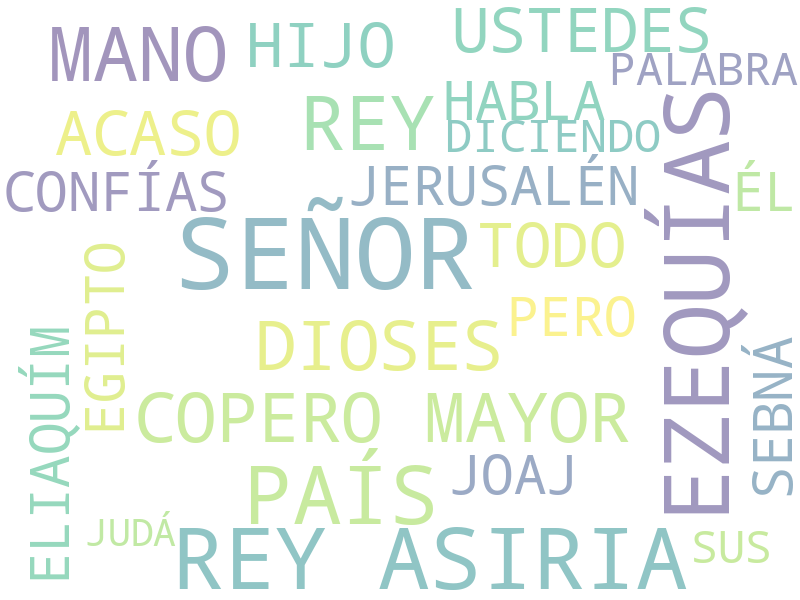 MANO
HIJO
USTEDES
PALABRA
ACASO
REY
HABLA
DICIENDO
CONFÍAS
JERUSALÉN
ÉL
SEÑOR
TODO
EZEQUÍAS
EGIPTO
DIOSES
PERO
ELIAQUÍM
COPERO MAYOR
SEBNÁ
PAÍS
JOAJ
JUDÁ
REY ASIRIA
SUS